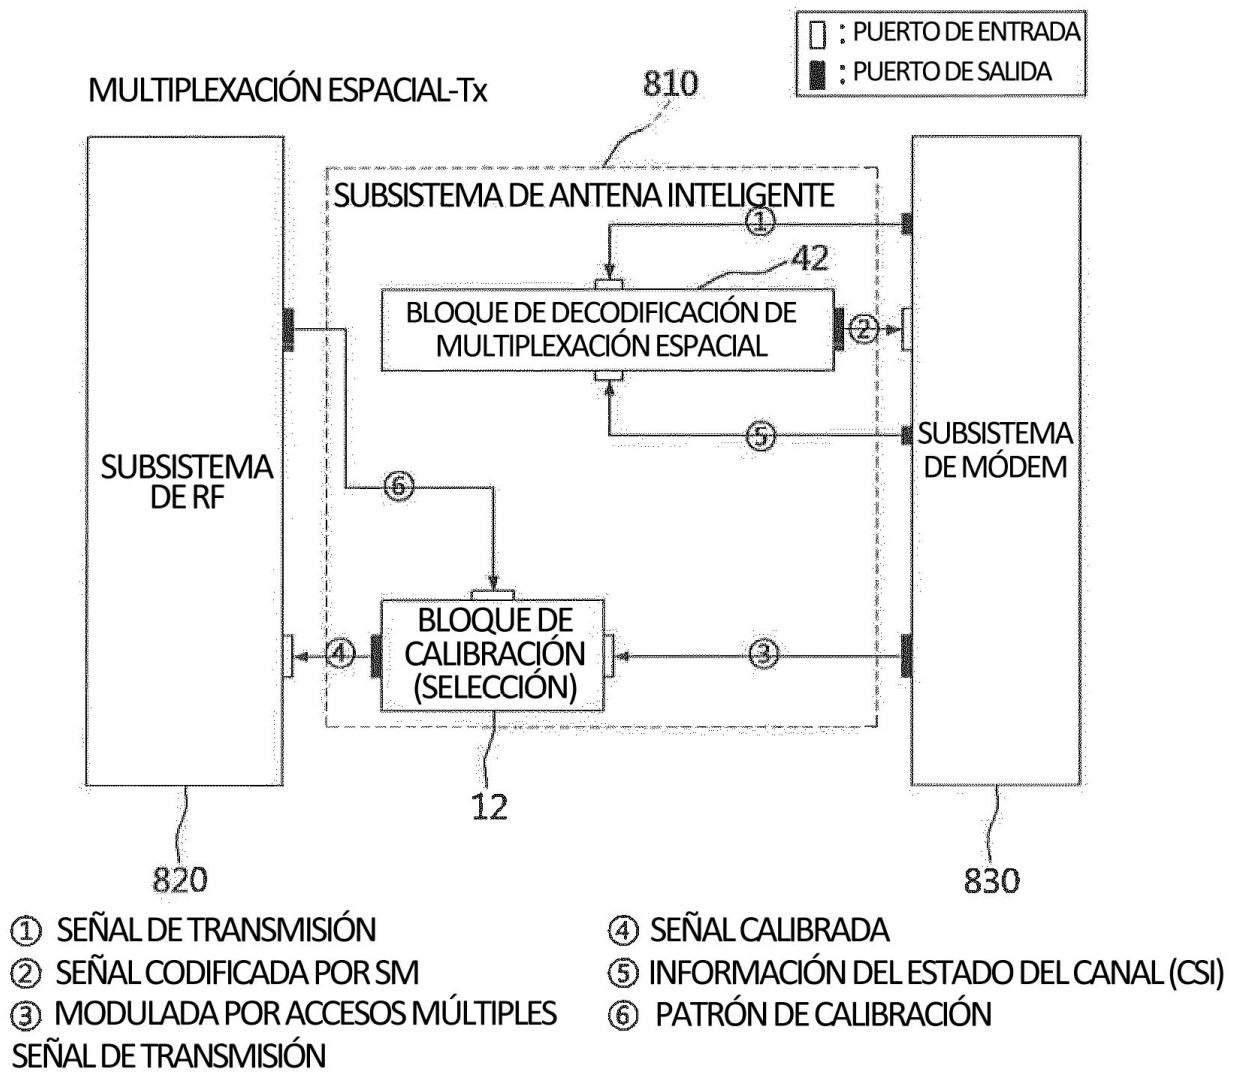 : PUERTO DE ENTRADA
: PUERTO DE SALIDA
MULTIPLEXACIÓN ESPACIAL-Tx
810
SUBSISTEMA DE ANTENA INTELIGENTE
①
42
BLOQUE DE DECODIFICACIÓN DE
MULTIPLEXACIÓN ESPACIAL
②
⑤
SUBSISTEMA
DE MÓDEM
SUBSISTEMA
DE RF
⑥
BLOQUE DE
CALIBRACIÓN
(SELECCIÓN)
④
③
12
820
830
① SEÑAL DE TRANSMISIÓN
② SEÑAL CODIFICADA POR SM
③ MODULADA POR ACCESOS MÚLTIPLES
SEÑAL DE TRANSMISIÓN
④ SEÑAL CALIBRADA
⑤ INFORMACIÓN DEL ESTADO DEL CANAL (CSI)
⑥ PATRÓN DE CALIBRACIÓN